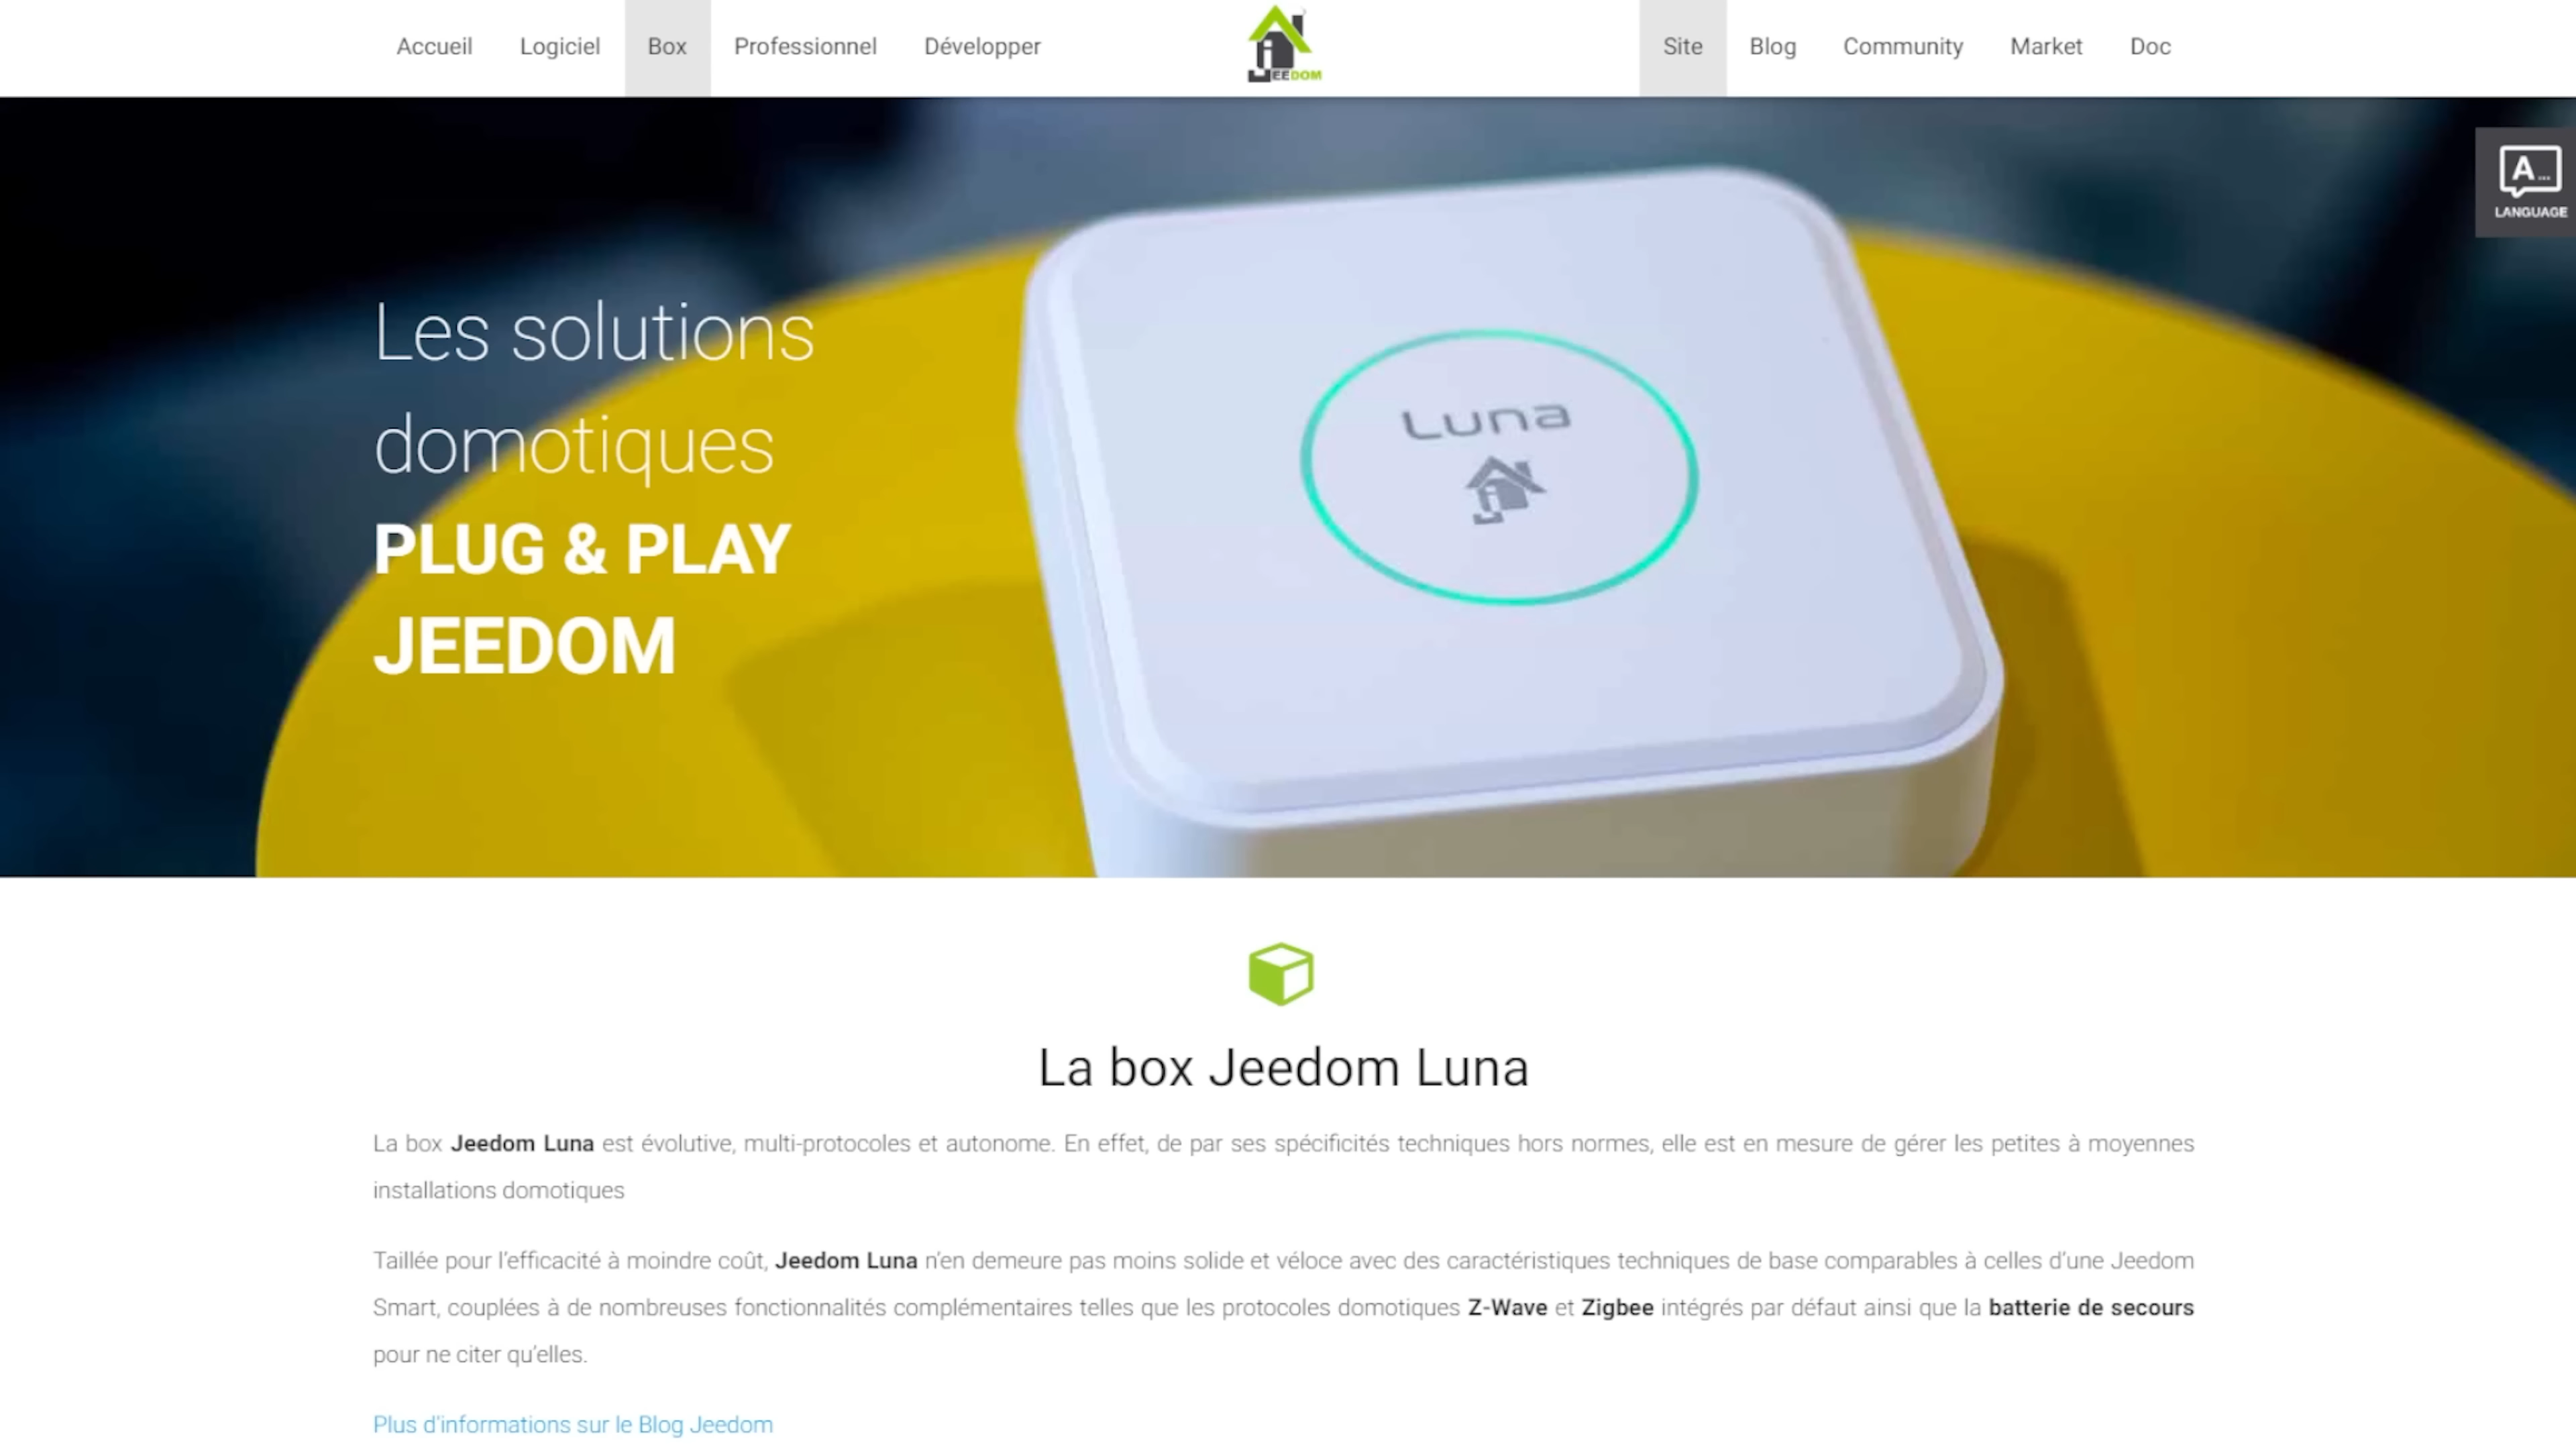 Accueil Logiciel Box Professionnel Développer JEEDOM Site Blog Community Market Doc
A...
LANGUAGE
Les solutions
domotiques
PLUG & PLAY
JEEDOM
Luna
La box Jeedom Luna
La box Jeedom Luna est évolutive, multi-protocoles et autonome. En effet, de par ses spécificités techniques hors normes, elle est en mesure de gérer les petites à moyennes
installations domotiques
Taillée pour l’efficacité à moindre coût, Jeedom Luna n’en demeure pas moins solide et véloce avec des caractéristiques techniques de base comparables à celles d’une Jeedom
Smart, couplées à de nombreuses fonctionnalités complémentaires telles que les protocoles domotiques Z-Wave et Zigbee intégrés par défaut ainsi que la batterie de secours
pour ne citer qu’elles.
Plus d'informations sur le Blog Jeedom